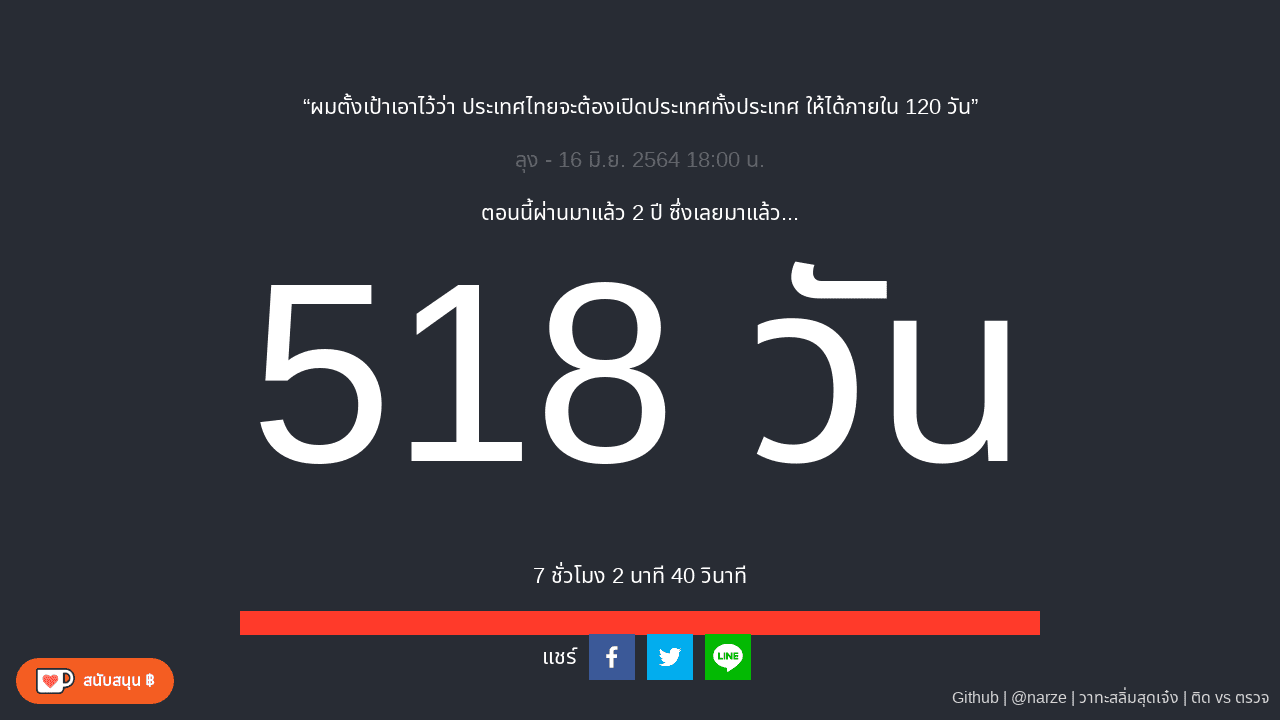 “ผมตั้งเป้าเอาไว้ว่า ประเทศไทยจะต้องเปิดประเทศทั้งประเทศ ให้ได้ภายใน 120 วัน”
ลุง - 16 มิ.ย. 2564 18:00 น.
ตอนนี้ผ่านมาแล้ว 2 ปี ซึ่งเลยมาแล้ว...
518 วัน
7 ชั่วโมง 2 นาที 40 วินาที
แชร์
LINE
สนับสนุน ฿
Github | @narze | วาทะสลิ่มสุดเจ๋ง | ติด vs ตรวจ